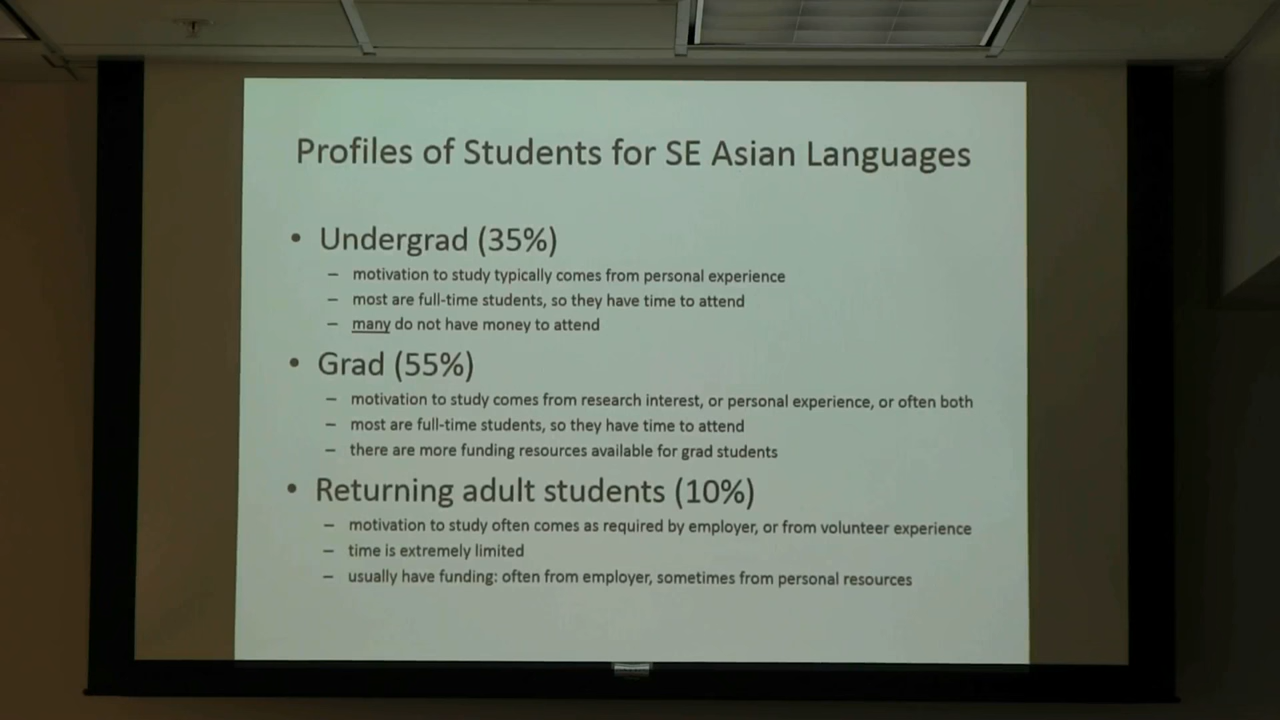 Profiles of Students for SE Asian Languages
• Undergrad (35%)
– motivation to study typically comes from personal experience
– most are full-time students, so they have time to attend
– many do not have money to attend
• Grad (55%)
– motivation to study comes from research interest, or personal experience, or often both
– most are full-time students, so they have time to attend
– there are more funding resources available for grad students
• Returning adult students (10%)
– motivation to study often comes as required by employer, or from volunteer experience
– time is extremely limited
– usually have funding: often from employer, sometimes from personal resources